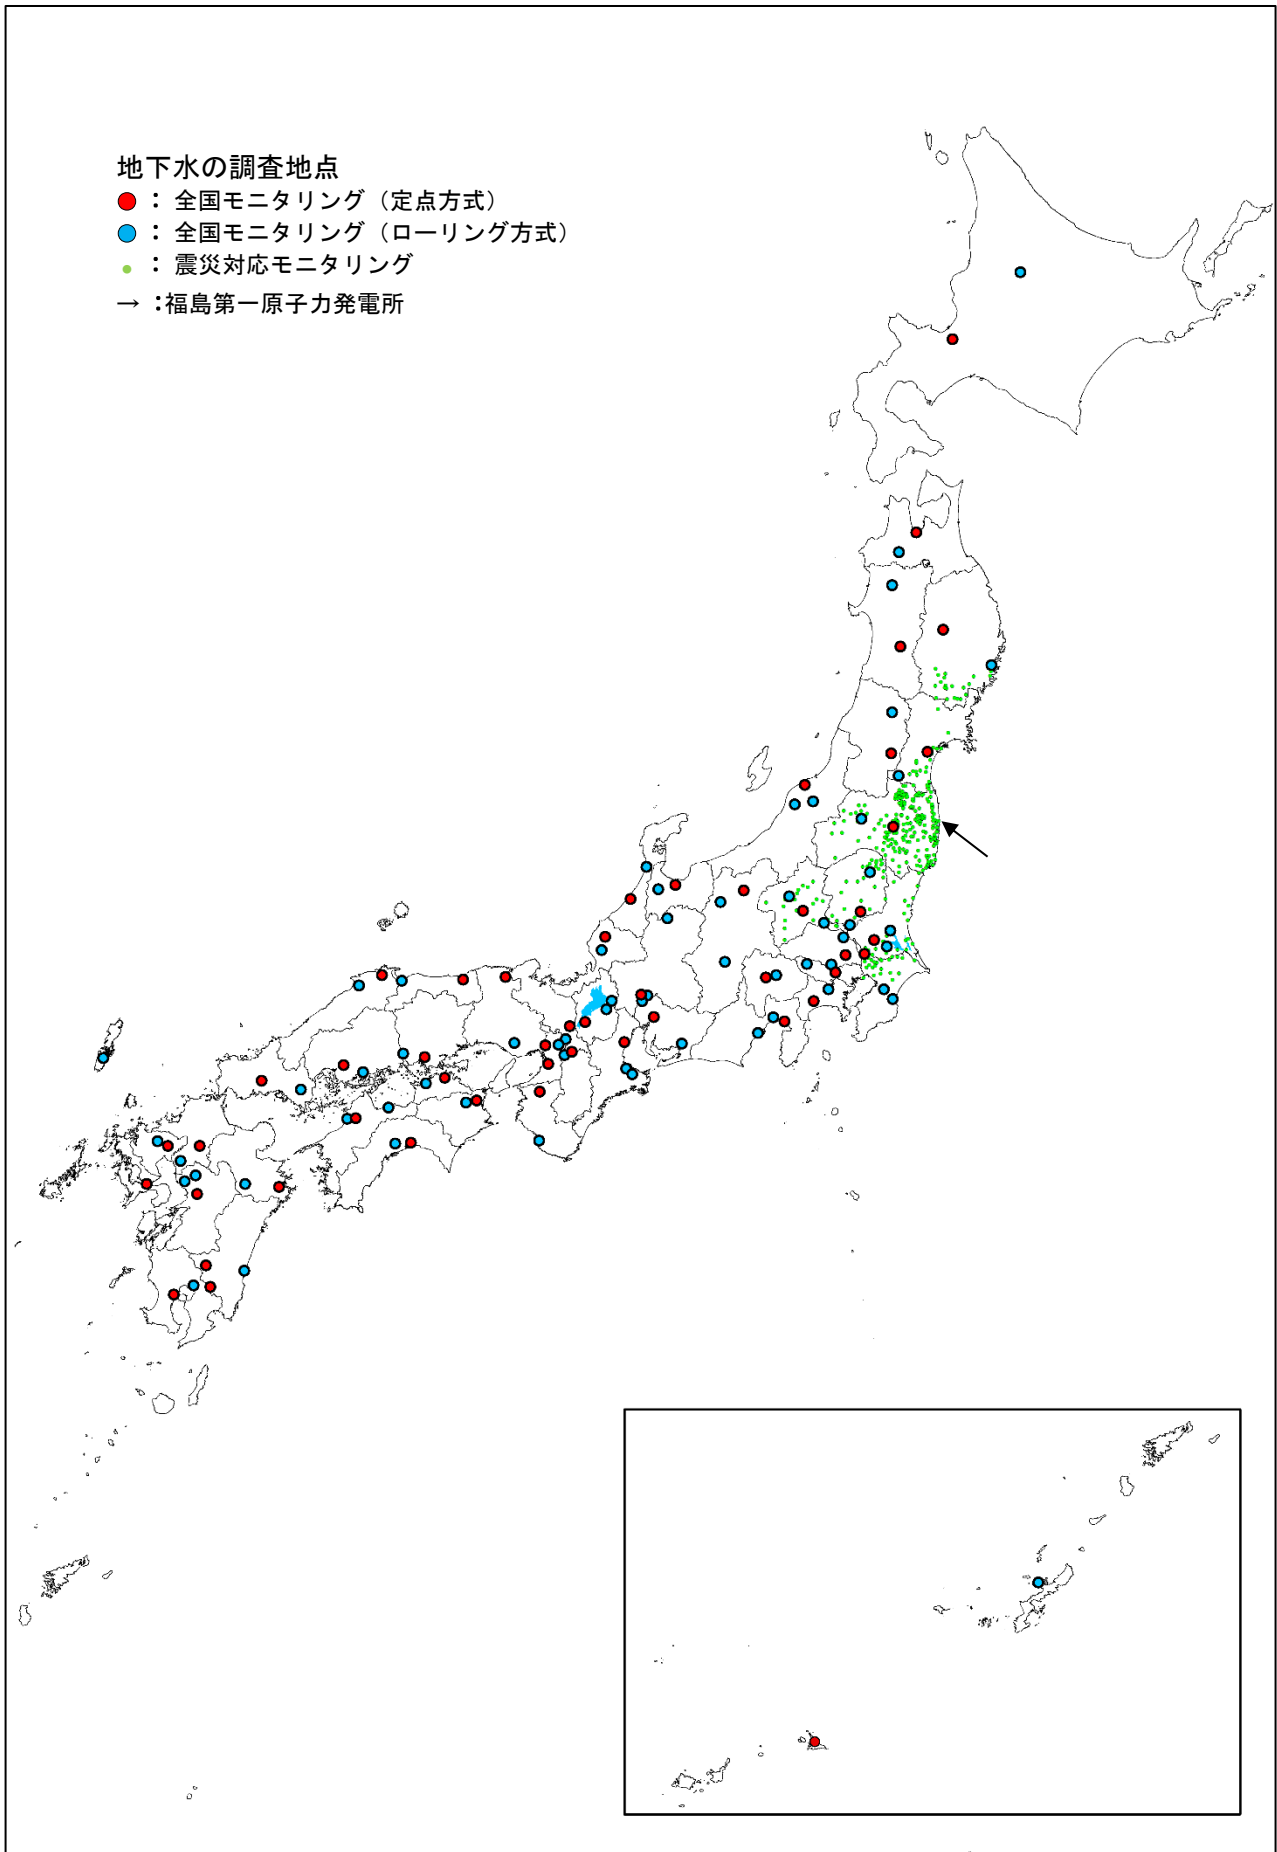 地下水の調査地点
● : 全国モニタリング（定点方式）
● : 全国モニタリング（ローリング方式）
● : 震災対応モニタリング
→ :福島第一原子力発電所